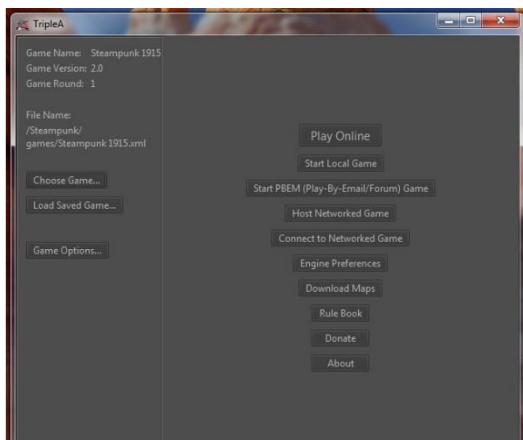 TripleA
Game Name: Steampunk 1915
Game Version: 2.0
Game Round: 1
File Name:
/Steampunk/
games/Steampunk 1915.xml
Choose Game...
Load Saved Game...
Game Options...
Play Online
Start Local Game
Start PBEM (Play-By-Email/Forum) Game
Host Networked Game
Connect to Networked Game
Engine Preferences
Download Maps
Rule Book
Donate
About